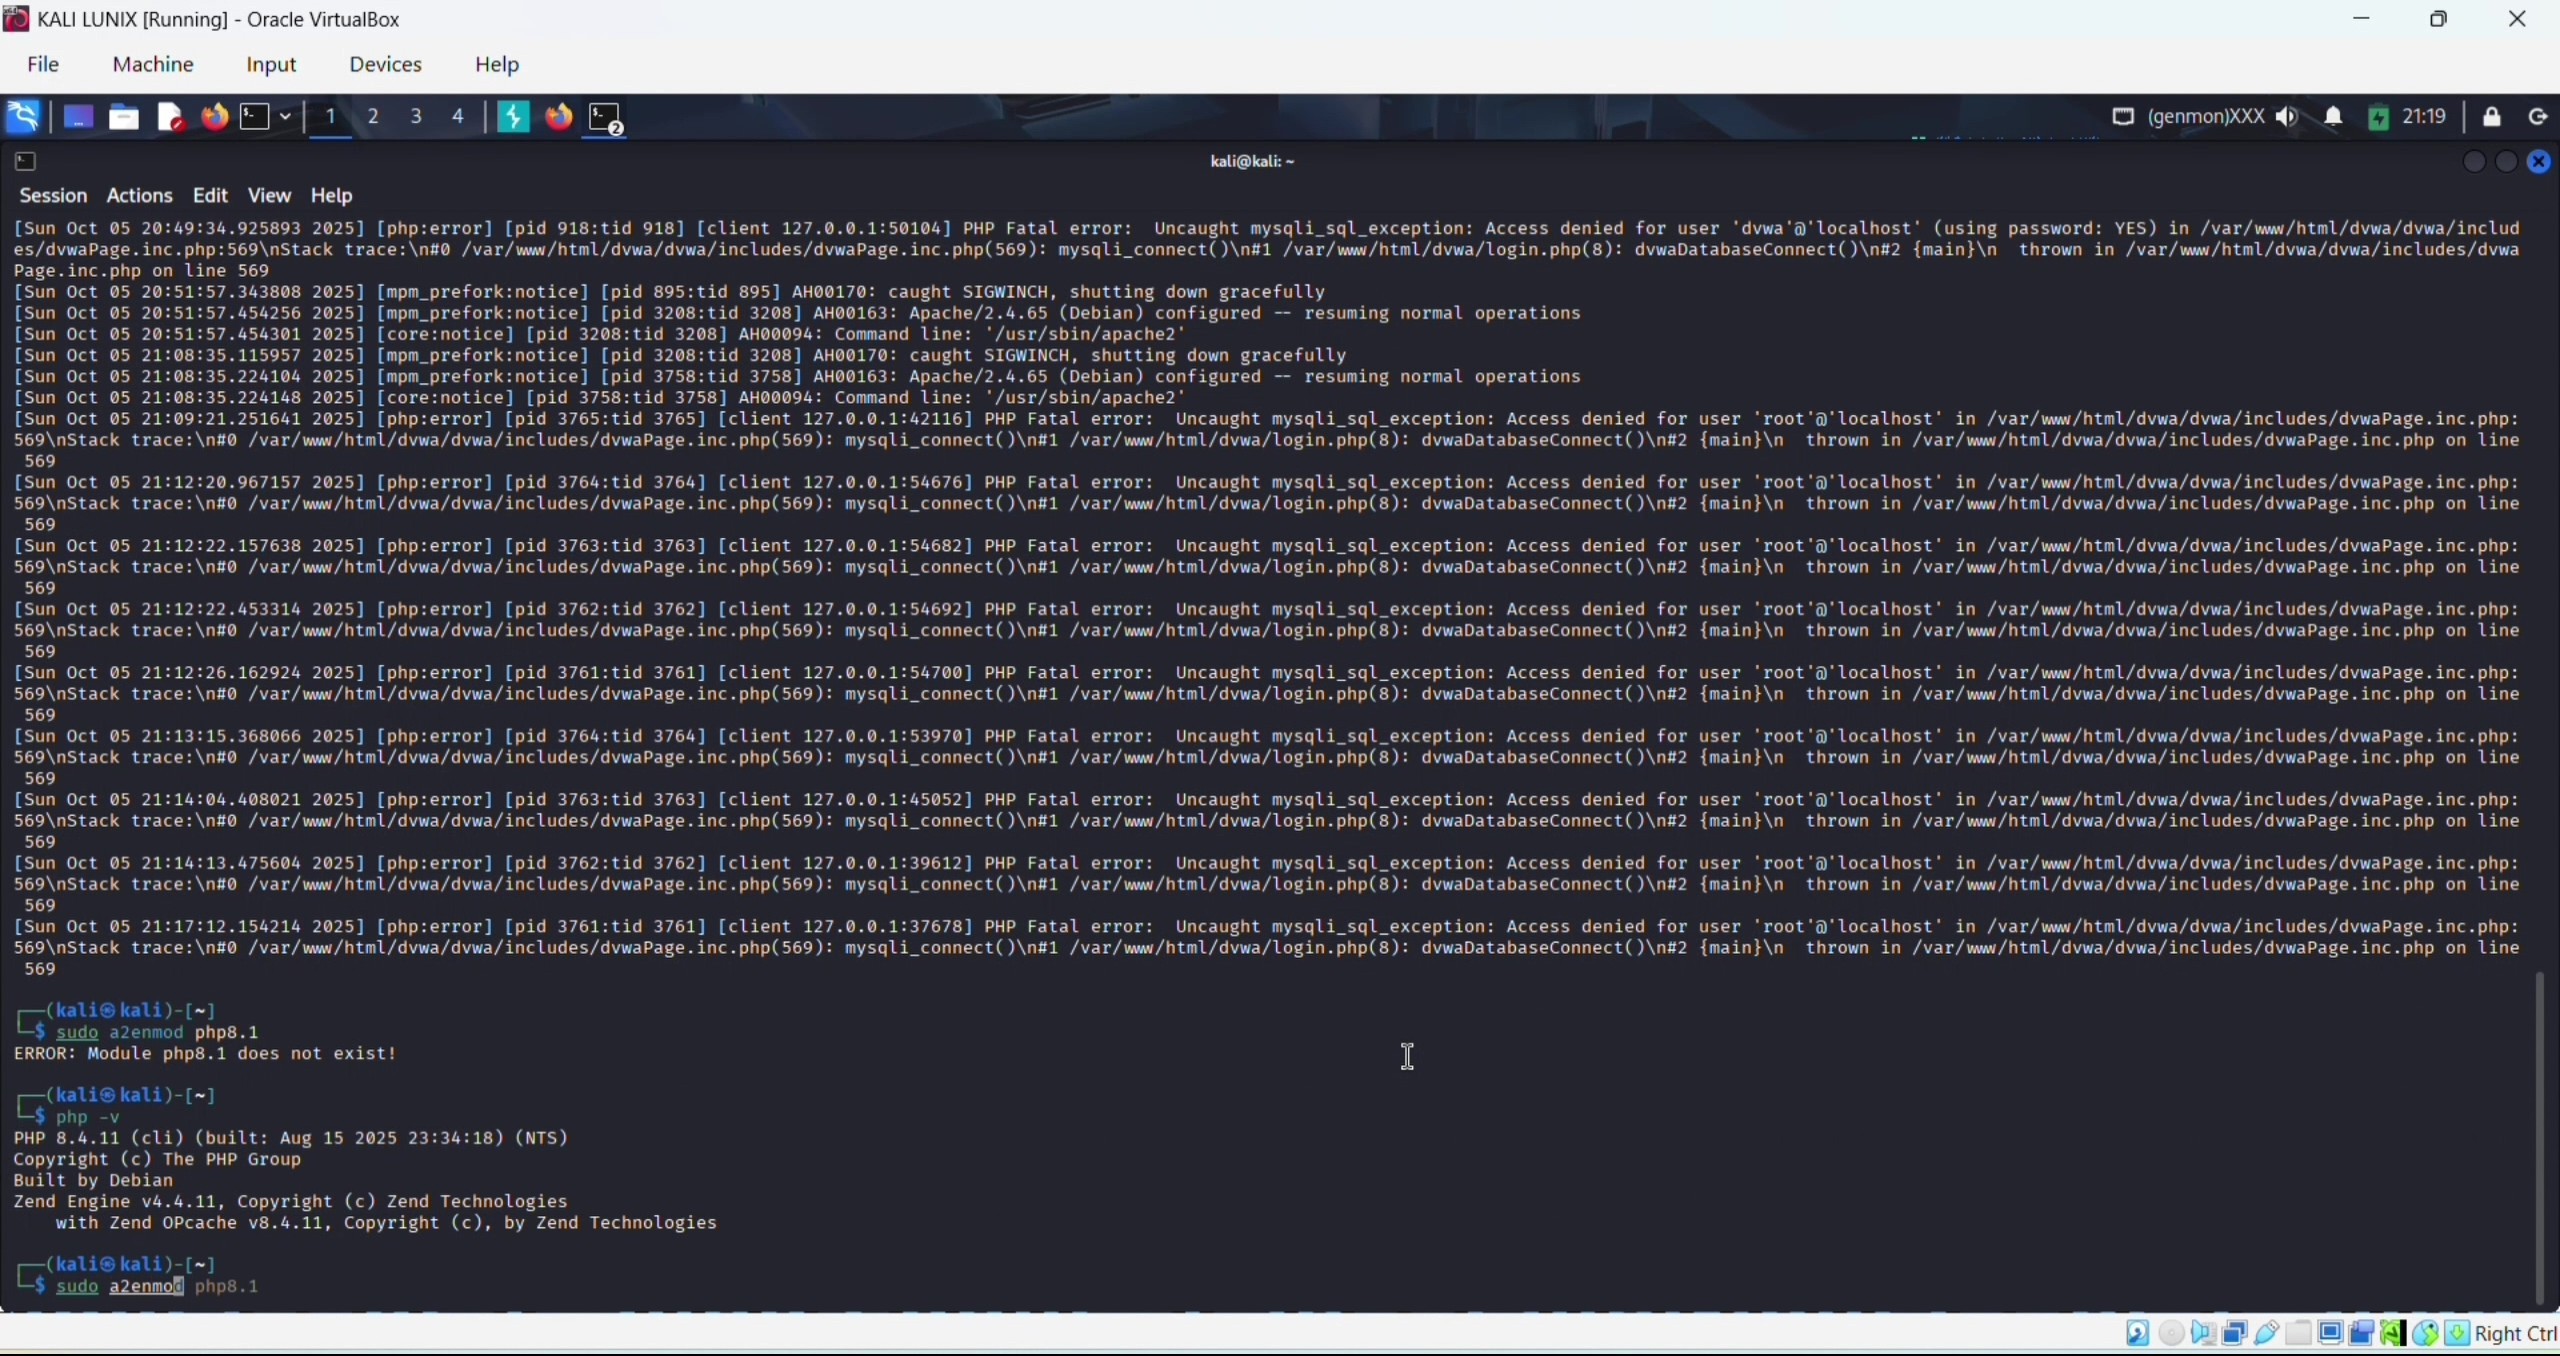 KALI LUNIX [Running] - Oracle VirtualBox
File Machine Input Devices Help
1 2 3 4 2 (genmon)XXX 21:19
kali@kali: ~
Session Actions Edit View Help
[Sun Oct 05 20:49:34.925893 2025] [php:error] [pid 918:tid 918] [client 127.0.0.1:50104] PHP Fatal error:  Uncaught mysqli_sql_exception: Access denied for user 'dvwa'@'localhost' (using password: YES) in /var/www/html/dvwa/dvwa/includ
es/dvwaPage.inc.php:569\nStack trace:\n#0 /var/www/html/dvwa/dvwa/includes/dvwaPage.inc.php(569): mysqli_connect()\n#1 /var/www/html/dvwa/login.php(8): dvwaDatabaseConnect()\n#2 {main}\n  thrown in /var/www/html/dvwa/dvwa/includes/dvwa
Page.inc.php on line 569
[Sun Oct 05 20:51:57.343808 2025] [mpm_prefork:notice] [pid 895:tid 895] AH00170: caught SIGWINCH, shutting down gracefully
[Sun Oct 05 20:51:57.454256 2025] [mpm_prefork:notice] [pid 3208:tid 3208] AH00163: Apache/2.4.65 (Debian) configured -- resuming normal operations
[Sun Oct 05 20:51:57.454301 2025] [core:notice] [pid 3208:tid 3208] AH00094: Command line: '/usr/sbin/apache2'
[Sun Oct 05 21:08:35.115957 2025] [mpm_prefork:notice] [pid 3208:tid 3208] AH00170: caught SIGWINCH, shutting down gracefully
[Sun Oct 05 21:08:35.224104 2025] [mpm_prefork:notice] [pid 3758:tid 3758] AH00163: Apache/2.4.65 (Debian) configured -- resuming normal operations
[Sun Oct 05 21:08:35.224148 2025] [core:notice] [pid 3758:tid 3758] AH00094: Command line: '/usr/sbin/apache2'
[Sun Oct 05 21:09:21.251641 2025] [php:error] [pid 3765:tid 3765] [client 127.0.0.1:42116] PHP Fatal error:  Uncaught mysqli_sql_exception: Access denied for user 'root'@'localhost' in /var/www/html/dvwa/dvwa/includes/dvwaPage.inc.php:
569\nStack trace:\n#0 /var/www/html/dvwa/dvwa/includes/dvwaPage.inc.php(569): mysqli_connect()\n#1 /var/www/html/dvwa/login.php(8): dvwaDatabaseConnect()\n#2 {main}\n  thrown in /var/www/html/dvwa/dvwa/includes/dvwaPage.inc.php on line
569
[Sun Oct 05 21:12:20.967157 2025] [php:error] [pid 3764:tid 3764] [client 127.0.0.1:54676] PHP Fatal error:  Uncaught mysqli_sql_exception: Access denied for user 'root'@'localhost' in /var/www/html/dvwa/dvwa/includes/dvwaPage.inc.php:
569\nStack trace:\n#0 /var/www/html/dvwa/dvwa/includes/dvwaPage.inc.php(569): mysqli_connect()\n#1 /var/www/html/dvwa/login.php(8): dvwaDatabaseConnect()\n#2 {main}\n  thrown in /var/www/html/dvwa/dvwa/includes/dvwaPage.inc.php on line
569
[Sun Oct 05 21:12:22.157638 2025] [php:error] [pid 3763:tid 3763] [client 127.0.0.1:54682] PHP Fatal error:  Uncaught mysqli_sql_exception: Access denied for user 'root'@'localhost' in /var/www/html/dvwa/dvwa/includes/dvwaPage.inc.php:
569\nStack trace:\n#0 /var/www/html/dvwa/dvwa/includes/dvwaPage.inc.php(569): mysqli_connect()\n#1 /var/www/html/dvwa/login.php(8): dvwaDatabaseConnect()\n#2 {main}\n  thrown in /var/www/html/dvwa/dvwa/includes/dvwaPage.inc.php on line
569
[Sun Oct 05 21:12:22.453314 2025] [php:error] [pid 3762:tid 3762] [client 127.0.0.1:54692] PHP Fatal error:  Uncaught mysqli_sql_exception: Access denied for user 'root'@'localhost' in /var/www/html/dvwa/dvwa/includes/dvwaPage.inc.php:
569\nStack trace:\n#0 /var/www/html/dvwa/dvwa/includes/dvwaPage.inc.php(569): mysqli_connect()\n#1 /var/www/html/dvwa/login.php(8): dvwaDatabaseConnect()\n#2 {main}\n  thrown in /var/www/html/dvwa/dvwa/includes/dvwaPage.inc.php on line
569
[Sun Oct 05 21:12:26.162924 2025] [php:error] [pid 3761:tid 3761] [client 127.0.0.1:54700] PHP Fatal error:  Uncaught mysqli_sql_exception: Access denied for user 'root'@'localhost' in /var/www/html/dvwa/dvwa/includes/dvwaPage.inc.php:
569\nStack trace:\n#0 /var/www/html/dvwa/dvwa/includes/dvwaPage.inc.php(569): mysqli_connect()\n#1 /var/www/html/dvwa/login.php(8): dvwaDatabaseConnect()\n#2 {main}\n  thrown in /var/www/html/dvwa/dvwa/includes/dvwaPage.inc.php on line
569
[Sun Oct 05 21:13:15.368066 2025] [php:error] [pid 3764:tid 3764] [client 127.0.0.1:53970] PHP Fatal error:  Uncaught mysqli_sql_exception: Access denied for user 'root'@'localhost' in /var/www/html/dvwa/dvwa/includes/dvwaPage.inc.php:
569\nStack trace:\n#0 /var/www/html/dvwa/dvwa/includes/dvwaPage.inc.php(569): mysqli_connect()\n#1 /var/www/html/dvwa/login.php(8): dvwaDatabaseConnect()\n#2 {main}\n  thrown in /var/www/html/dvwa/dvwa/includes/dvwaPage.inc.php on line
569
[Sun Oct 05 21:14:04.408021 2025] [php:error] [pid 3763:tid 3763] [client 127.0.0.1:45052] PHP Fatal error:  Uncaught mysqli_sql_exception: Access denied for user 'root'@'localhost' in /var/www/html/dvwa/dvwa/includes/dvwaPage.inc.php:
569\nStack trace:\n#0 /var/www/html/dvwa/dvwa/includes/dvwaPage.inc.php(569): mysqli_connect()\n#1 /var/www/html/dvwa/login.php(8): dvwaDatabaseConnect()\n#2 {main}\n  thrown in /var/www/html/dvwa/dvwa/includes/dvwaPage.inc.php on line
569
[Sun Oct 05 21:14:13.475604 2025] [php:error] [pid 3762:tid 3762] [client 127.0.0.1:39612] PHP Fatal error:  Uncaught mysqli_sql_exception: Access denied for user 'root'@'localhost' in /var/www/html/dvwa/dvwa/includes/dvwaPage.inc.php:
569\nStack trace:\n#0 /var/www/html/dvwa/dvwa/includes/dvwaPage.inc.php(569): mysqli_connect()\n#1 /var/www/html/dvwa/login.php(8): dvwaDatabaseConnect()\n#2 {main}\n  thrown in /var/www/html/dvwa/dvwa/includes/dvwaPage.inc.php on line
569
[Sun Oct 05 21:17:12.154214 2025] [php:error] [pid 3761:tid 3761] [client 127.0.0.1:37678] PHP Fatal error:  Uncaught mysqli_sql_exception: Access denied for user 'root'@'localhost' in /var/www/html/dvwa/dvwa/includes/dvwaPage.inc.php:
569\nStack trace:\n#0 /var/www/html/dvwa/dvwa/includes/dvwaPage.inc.php(569): mysqli_connect()\n#1 /var/www/html/dvwa/login.php(8): dvwaDatabaseConnect()\n#2 {main}\n  thrown in /var/www/html/dvwa/dvwa/includes/dvwaPage.inc.php on line
569
┌──(kali㉿kali)-[~]
└─$ sudo a2enmod php8.1
ERROR: Module php8.1 does not exist!
┌──(kali㉿kali)-[~]
└─$ php -v
PHP 8.4.11 (cli) (built: Aug 15 2025 23:34:18) (NTS)
Copyright (c) The PHP Group
Built by Debian
Zend Engine v4.4.11, Copyright (c) Zend Technologies
    with Zend OPcache v8.4.11, Copyright (c), by Zend Technologies
┌──(kali㉿kali)-[~]
└─$ sudo a2enmod php8.1
Right Ctrl